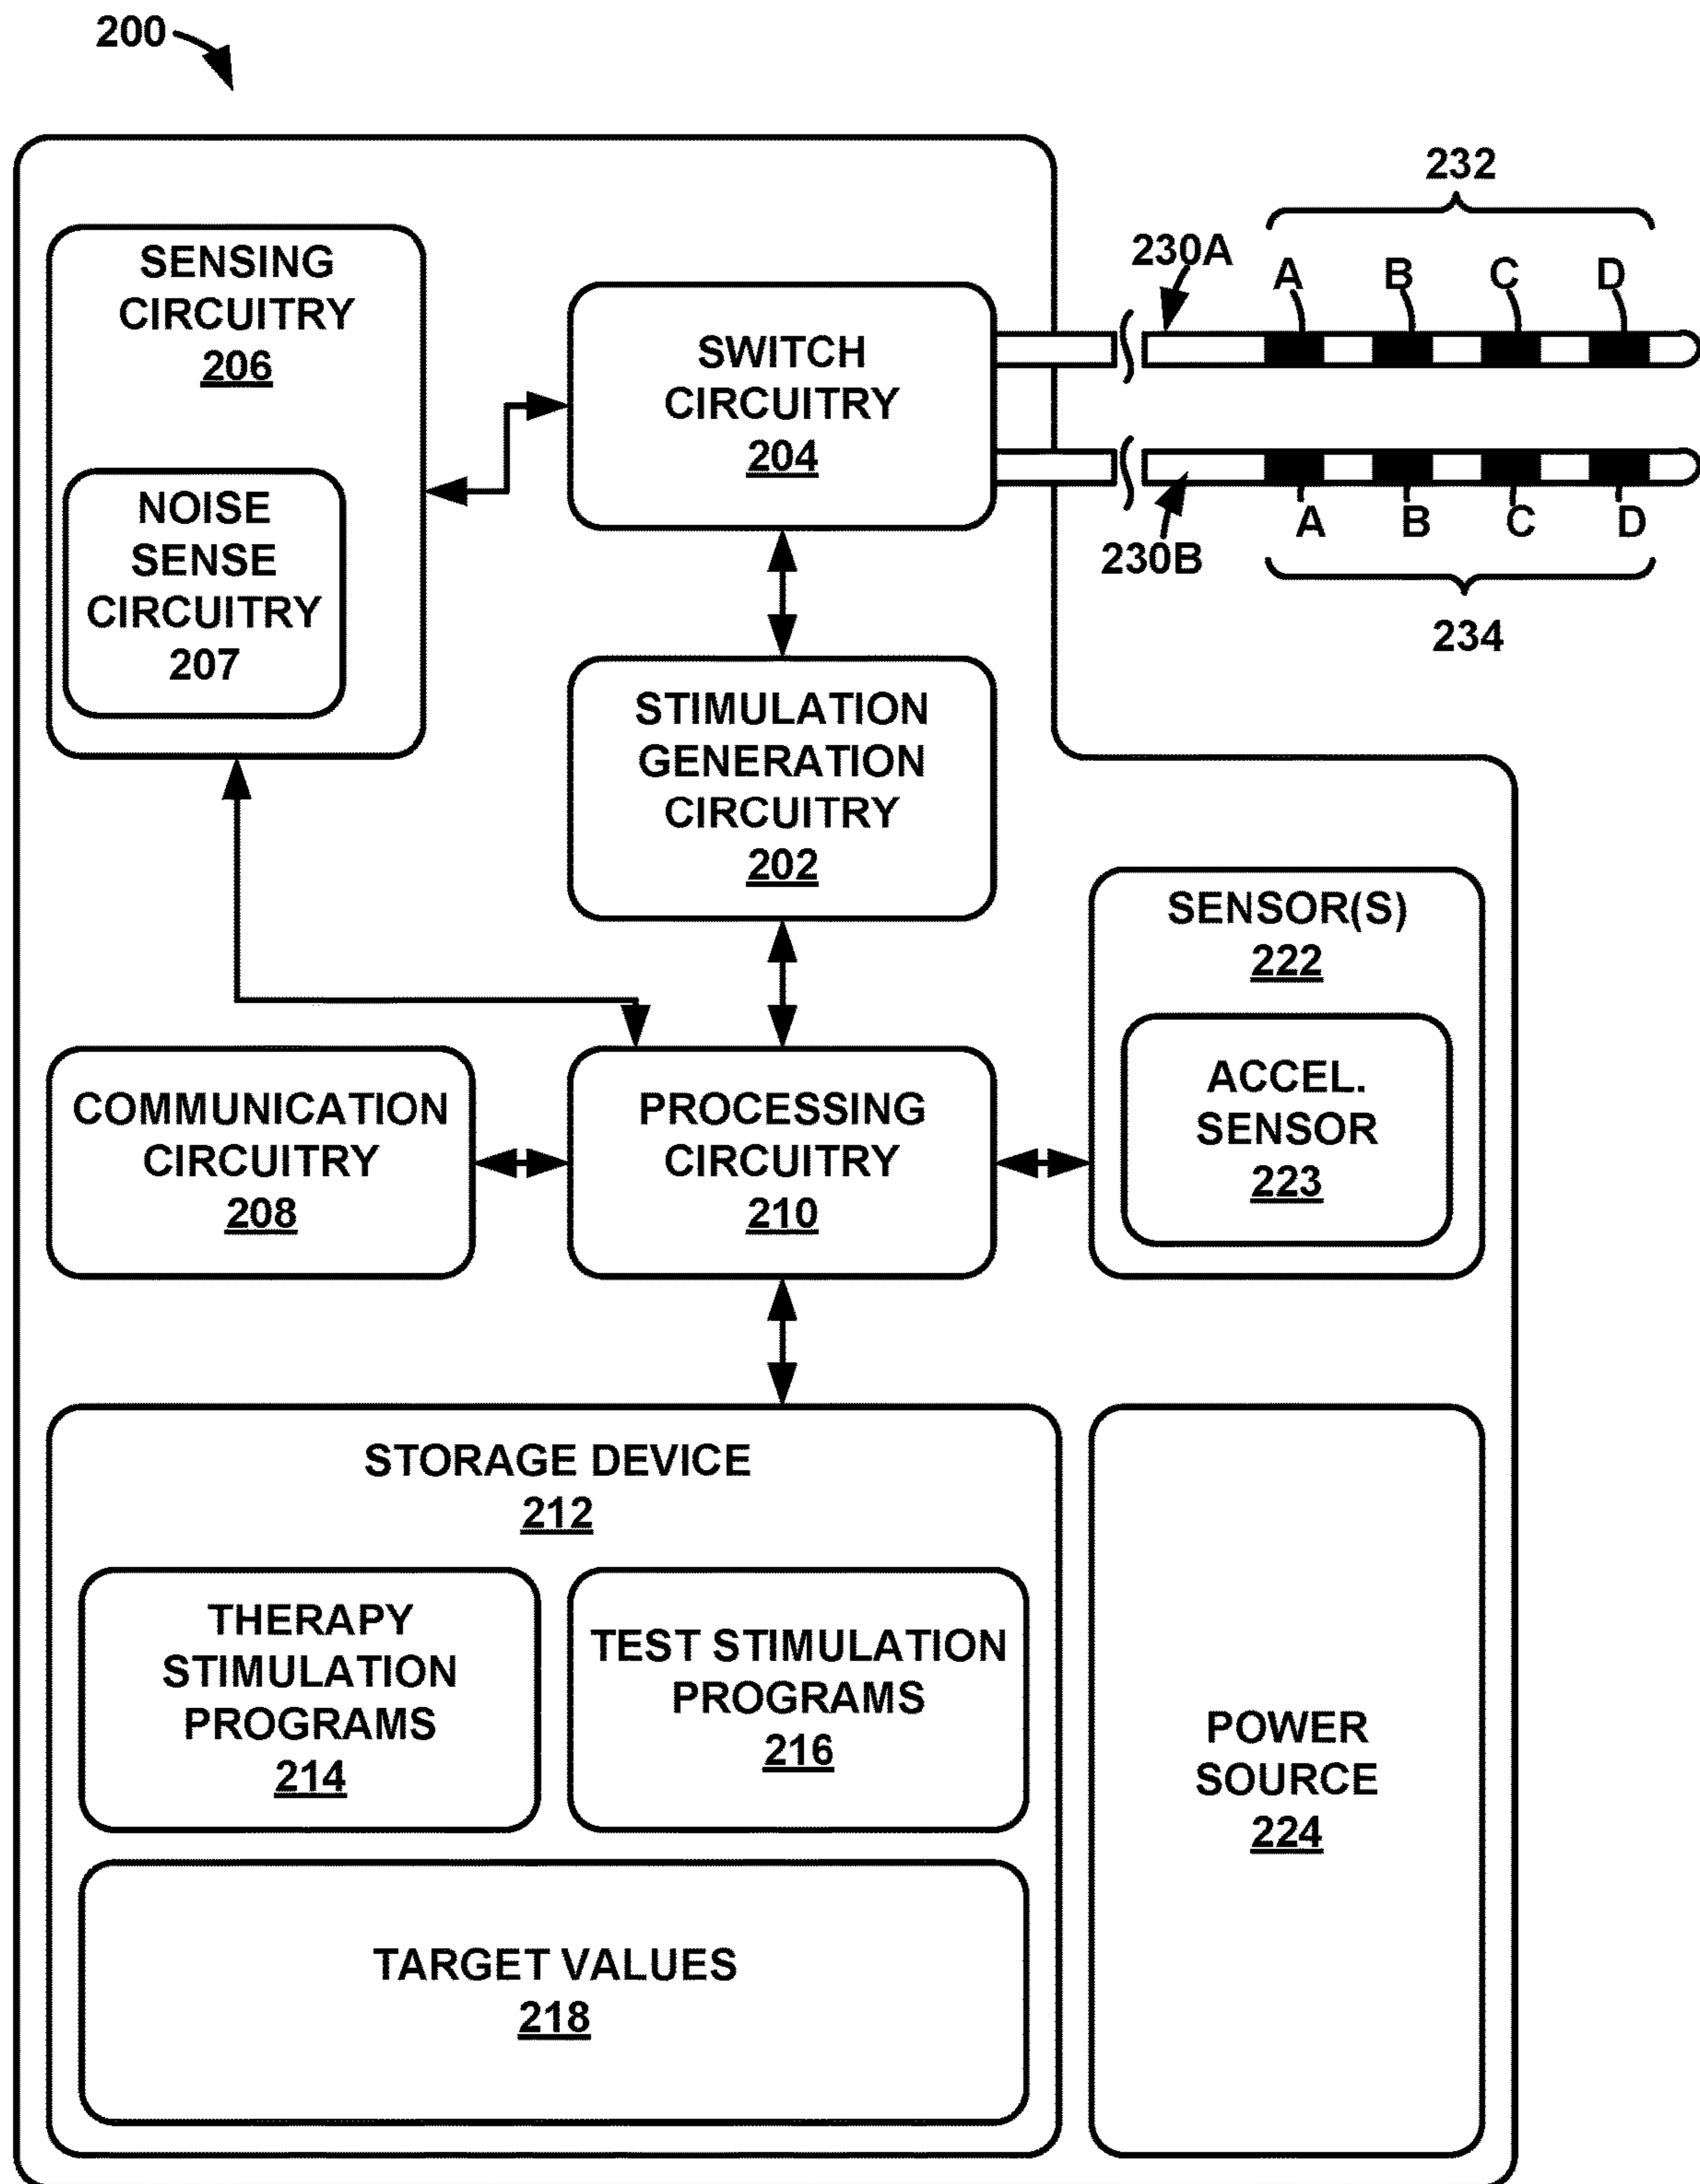 200
232
230A
A B C D
SENSING
CIRCUITRY
206
NOISE
SENSE
CIRCUITRY
207
SWITCH
CIRCUITRY
204
A B C D
230B
234
STIMULATION
GENERATION
CIRCUITRY
202
SENSOR(S)
222
ACCEL.
SENSOR
223
COMMUNICATION
CIRCUITRY
208
PROCESSING
CIRCUITRY
210
STORAGE DEVICE
212
THERAPY
STIMULATION
PROGRAMS
214
TEST STIMULATION
PROGRAMS
216
TARGET VALUES
218
POWER
SOURCE
224